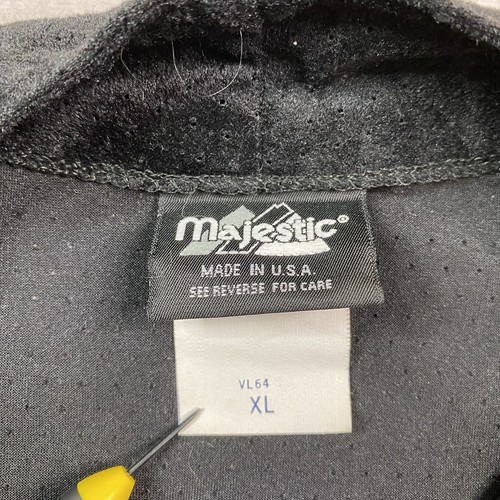 majestic®
MADE IN U.S.A.
SEE REVERSE FOR CARE
VL64
XL